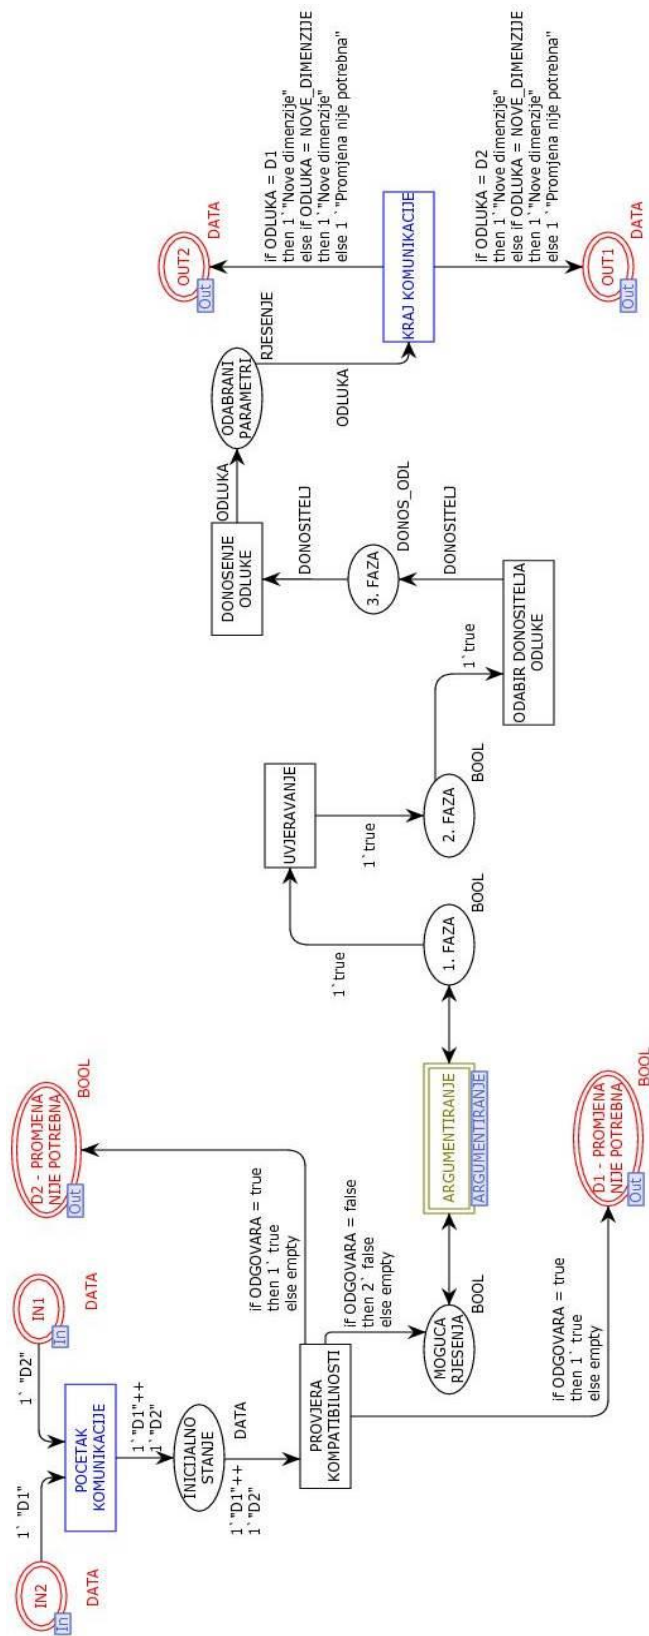 IN2
In
DATA
1`"D1"
IN1
In
DATA
1`"D2"
POCETAK
KOMUNIKACIJE
1`"D1"++
1`"D2"
INICIJALNO
STANJE
DATA
1`"D1"++
1`"D2"
PROVJERA
KOMPATIBILNOSTI
if ODGOVARA = true
then 1` true
else empty
D2 - PROMJENA
NIJE POTREBNA
Out
BOOL
if ODGOVARA = false
then 2` false
else empty
MOGUCA
RJESENJA
BOOL
if ODGOVARA = true
then 1` true
else empty
D1 - PROMJENA
NIJE POTREBNA
Out
BOOL
ARGUMENTIRANJE
ARGUMENTIRANJE
1. FAZA
BOOL
1`true
UVJERAVANJE
1`true
2. FAZA
BOOL
1`true
ODABIR DONOSITELJA
ODLUKE
DONOSITELJ
3. FAZA
DONOS_ODL
DONOSITELJ
DONOSENJE
ODLUKE
ODLUKA
ODABRANI
PARAMETRI
RJESENJE
ODLUKA
KRAJ KOMUNIKACIJE
if ODLUKA = D1
then 1`"Nove dimenzije"
else if ODLUKA = NOVE_DIMENZIJE
then 1`"Nove dimenzije"
else 1`"Promjena nije potrebna"
OUT2
Out
DATA
if ODLUKA = D2
then 1`"Nove dimenzije"
else if ODLUKA = NOVE_DIMENZIJE
then 1`"Nove dimenzije"
else 1`"Promjena nije potrebna"
OUT1
Out
DATA